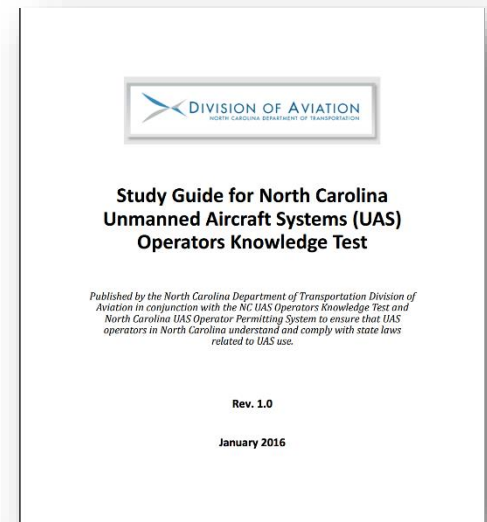 DIVISION OF AVIATION
NORTH CAROLINA DEPARTMENT OF TRANSPORTATION
Study Guide for North Carolina
Unmanned Aircraft Systems (UAS)
Operators Knowledge Test
Published by the North Carolina Department of Transportation Division of
Aviation in conjunction with the NC UAS Operators Knowledge Test and
North Carolina UAS Operator Permitting System to ensure that UAS
operators in North Carolina understand and comply with state laws
related to UAS use.
Rev. 1.0
January 2016